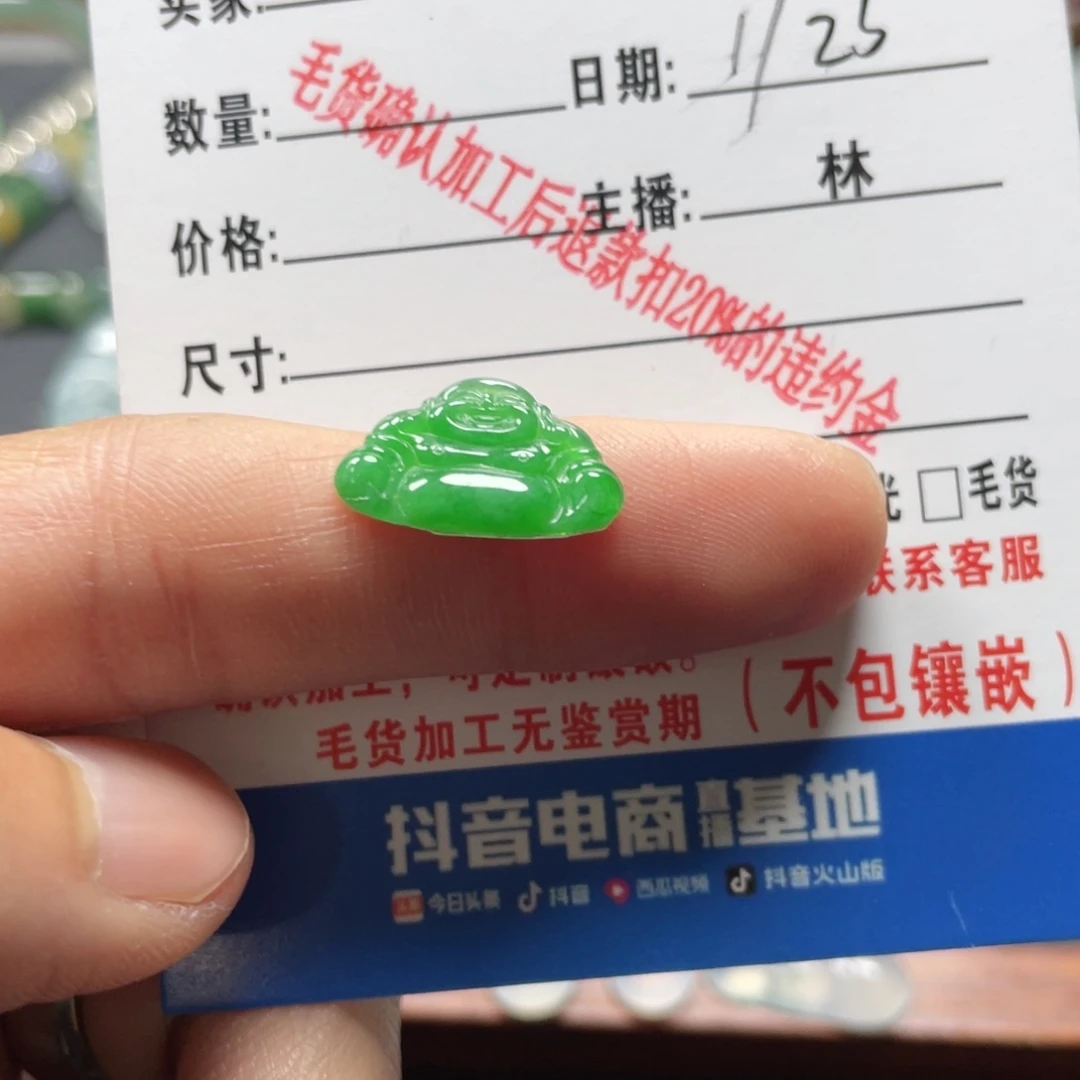 买家:
数量:
日期: 11/25
毛货确认加工后退款扣20%的违约金
价格:
主播: 林
尺寸:
光 □毛货
联系客服
毛货加工无鉴赏期 (不包镶嵌)
抖音电商直播基地
今日头条 抖音 西瓜视频 抖音火山版